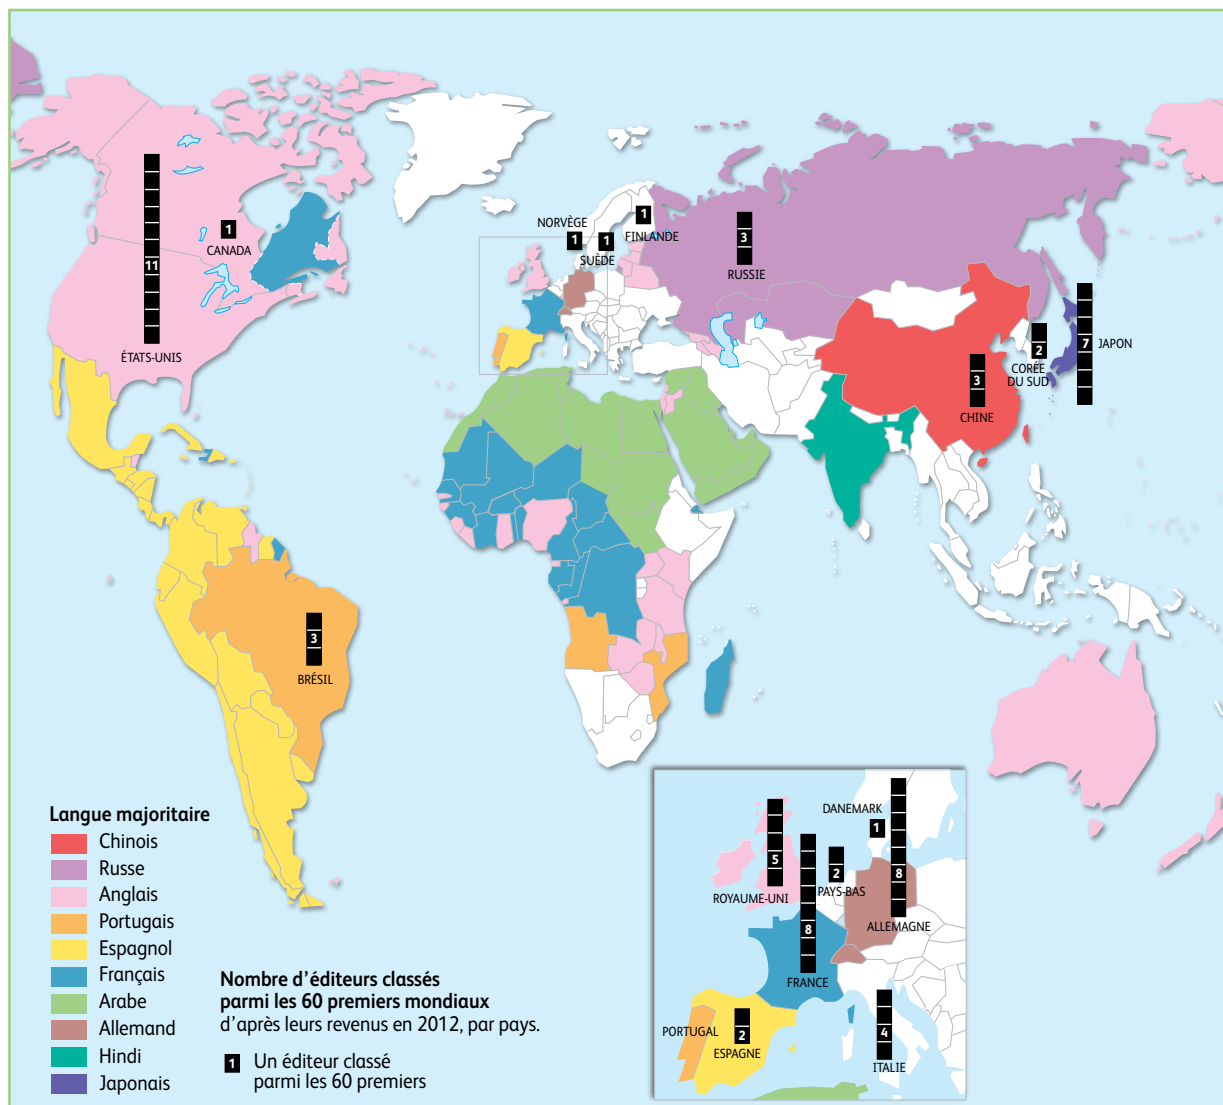 NORVÈGE
1
1
1
FINLANDE
SUÈDE
1
CANADA
3
RUSSIE
11
ÉTATS-UNIS
2
CORÉE
DU SUD
7
JAPON
3
CHINE
3
BRÉSIL
DANEMARK
1
5
ROYAUME-UNI
2
PAYS-BAS
8
ALLEMAGNE
8
FRANCE
PORTUGAL
2
ESPAGNE
4
ITALIE
Langue majoritaire
Chinois
Russe
Anglais
Portugais
Espagnol
Français
Arabe
Allemand
Hindi
Japonais
Nombre d’éditeurs classés
parmi les 60 premiers mondiaux
d’après leurs revenus en 2012, par pays.
1 Un éditeur classé
parmi les 60 premiers